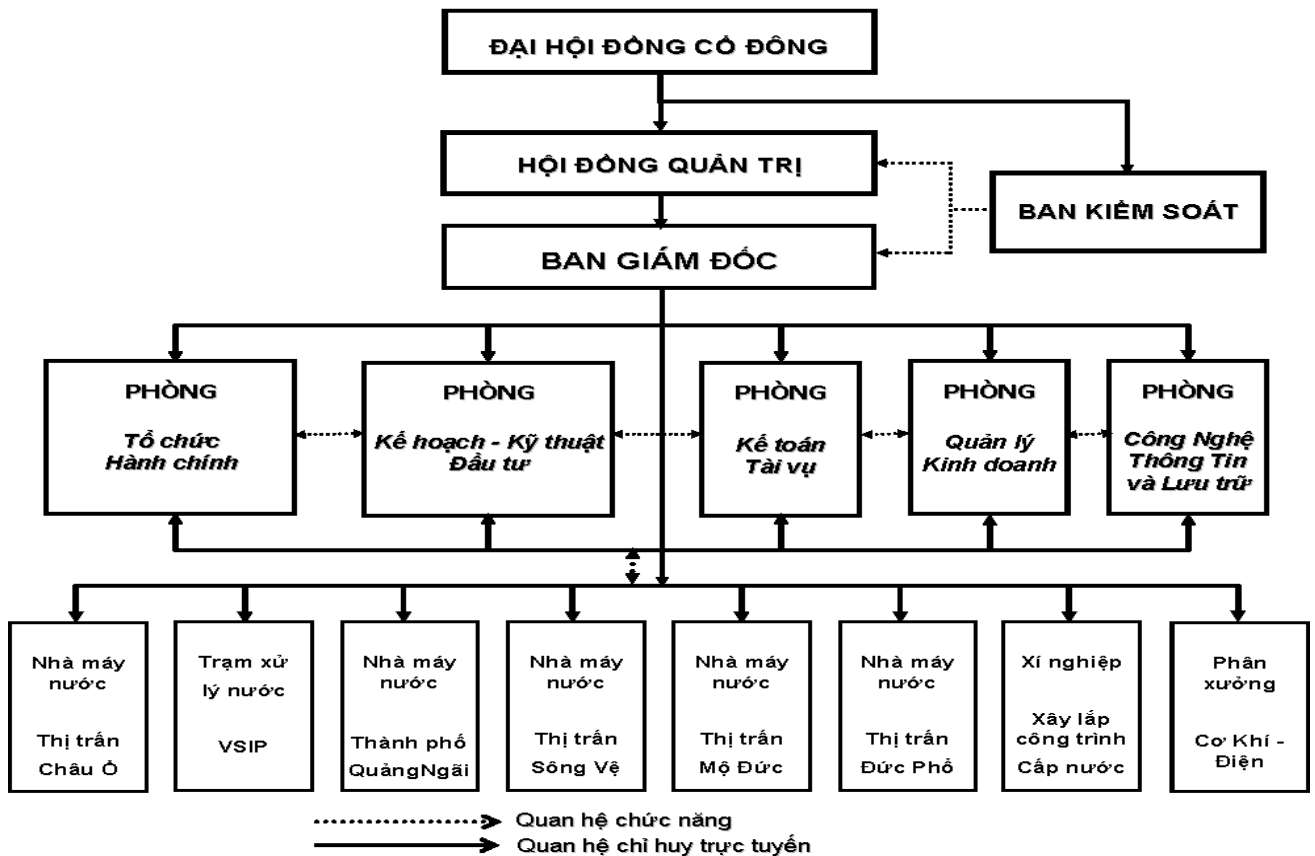 ĐẠI HỘI ĐỒNG CỔ ĐÔNG
HỘI ĐỒNG QUẢN TRỊ
BAN KIỂM SOÁT
BAN GIÁM ĐỐC
PHÒNG
Tổ chức
Hành chính
PHÒNG
Kế hoạch - Kỹ thuật
Đầu tư
PHÒNG
Kế toán
Tài vụ
PHÒNG
Quản lý
Kinh doanh
PHÒNG
Công Nghệ
Thông Tin
và Lưu trữ
Nhà máy
nước
Thị trấn
Châu Ổ
Trạm xử
lý nước
VSIP
Nhà máy
nước
Thành phố
QuảngNgãi
Nhà máy
nước
Thị trấn
Sông Vệ
Nhà máy
nước
Thị trấn
Mộ Đức
Nhà máy
nước
Thị trấn
Đức Phổ
Xí nghiệp
Xây lắp
công trình
Cấp nước
Phân
xưởng
Cơ Khí -
Điện
Quan hệ chức năng
Quan hệ chỉ huy trực tuyến